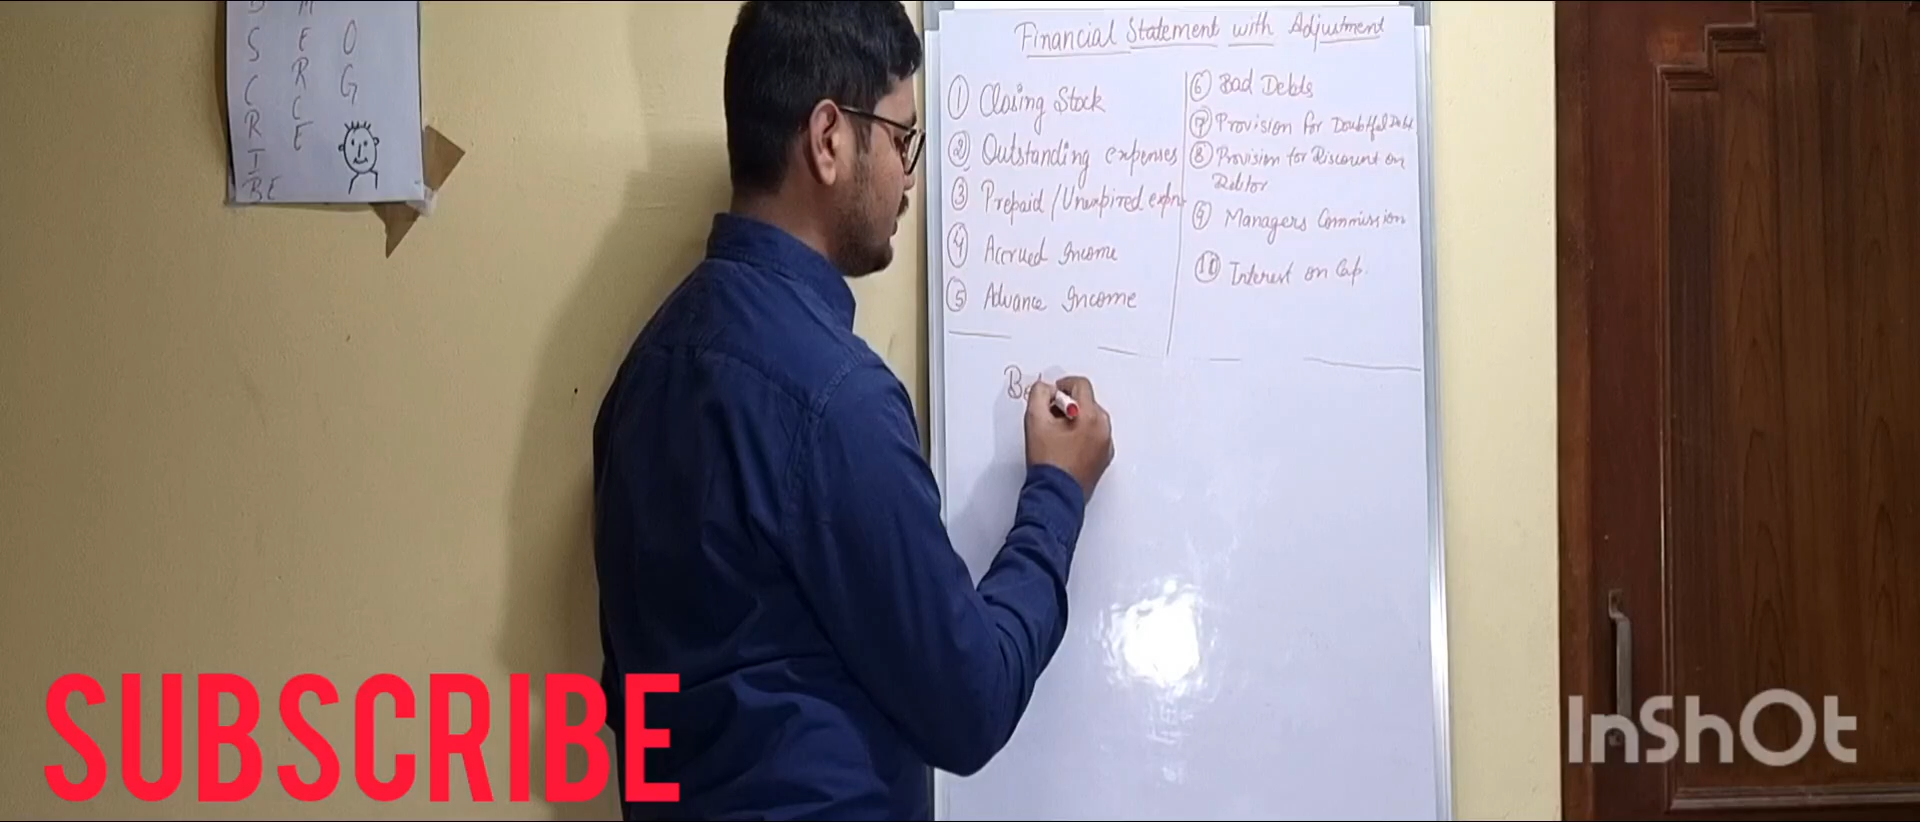 S
C
R
I
BE
M
E
R
C
E
O
G
Financial Statement with Adjustment
① Closing Stock
② Outstanding expenses
③ Prepaid / Unexpired expn
④ Accrued Income
⑤ Advance Income
⑥ Bad Debts
⑦ Provision for Doubtful Debt
⑧ Provision for Discount on
Debtor
⑨ Managers Commission
⑩ Interest on Cap.
SUBSCRIBE
InShOt